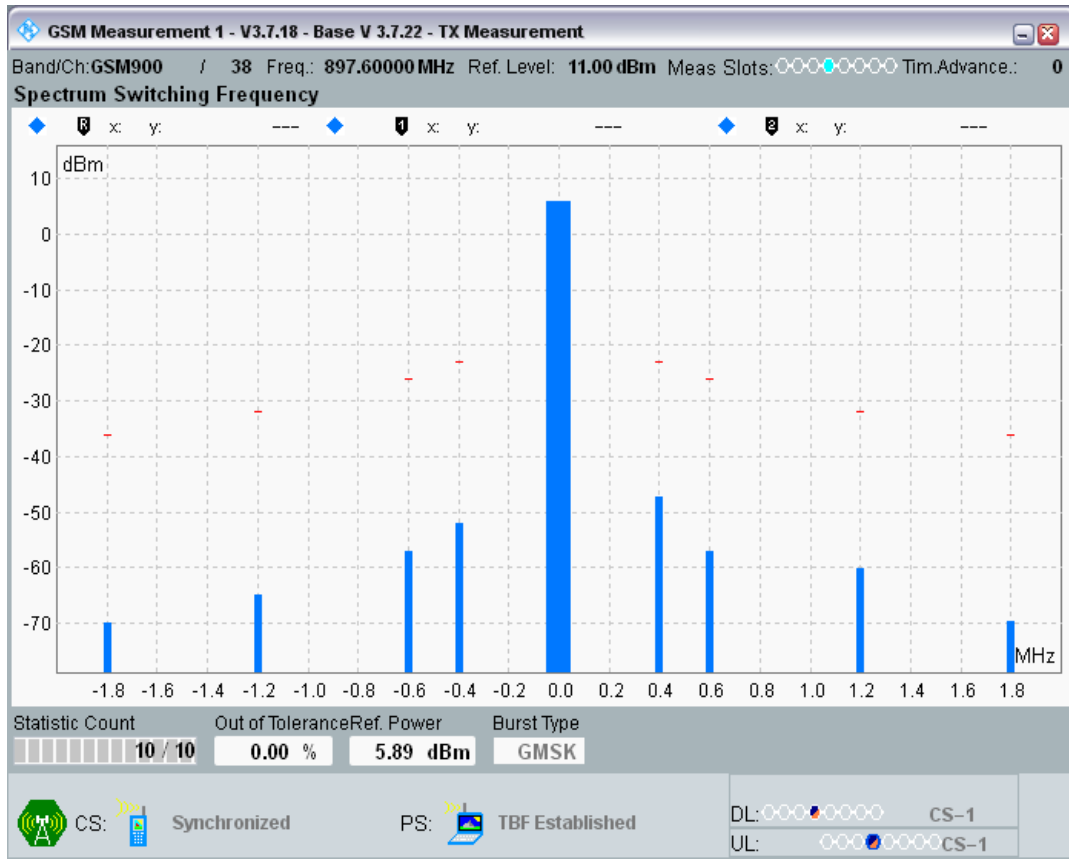 GSM Measurement 1 - V3.7.18 - Base V 3.7.22 - TX Measurement
Band/Ch:GSM900 / 38 Freq.: 897.60000 MHz Ref. Level: 11.00 dBm Meas Slots: Tim.Advance.: 0
Spectrum Switching Frequency
R x: y: --- 1 x: y: --- 2 x: y: ---
dBm
10
0
-10
-20
-30
-40
-50
-60
-70
MHz
-1.8 -1.6 -1.4 -1.2 -1.0 -0.8 -0.6 -0.4 -0.2 0.0 0.2 0.4 0.6 0.8 1.0 1.2 1.4 1.6 1.8
Statistic Count Out of ToleranceRef. Power Burst Type
10 / 10 0.00 % 5.89 dBm GMSK
CS: Synchronized PS: TBF Established DL: CS-1
UL: CS-1